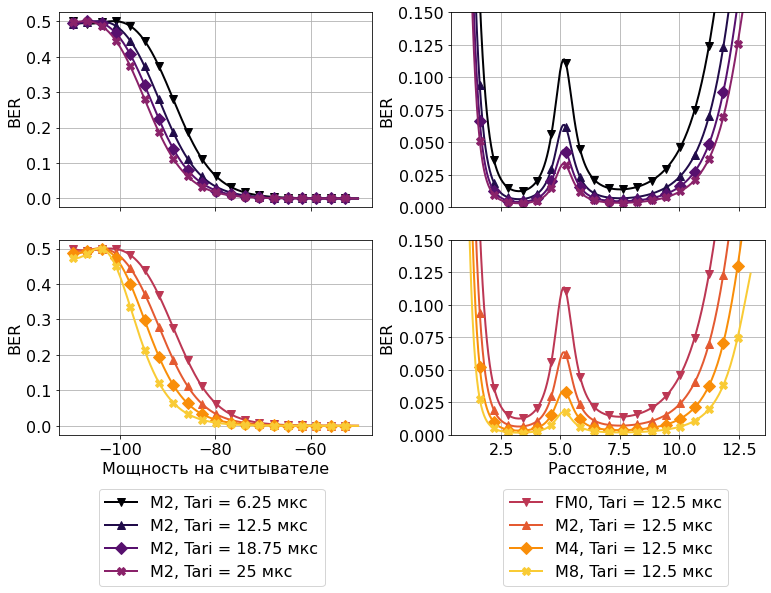 0.5
0.4
0.3
0.2
0.1
0.0
BER
0.150
0.125
0.100
0.075
0.050
0.025
0.000
BER
0.5
0.4
0.3
0.2
0.1
0.0
BER
−100
−80
−60
Мощность на считывателе
0.150
0.125
0.100
0.075
0.050
0.025
0.000
BER
2.5
5.0
7.5
10.0
12.5
Расстояние, м
M2, Tari = 6.25 мкс
M2, Tari = 12.5 мкс
M2, Tari = 18.75 мкс
M2, Tari = 25 мкс
FM0, Tari = 12.5 мкс
M2, Tari = 12.5 мкс
M4, Tari = 12.5 мкс
M8, Tari = 12.5 мкс